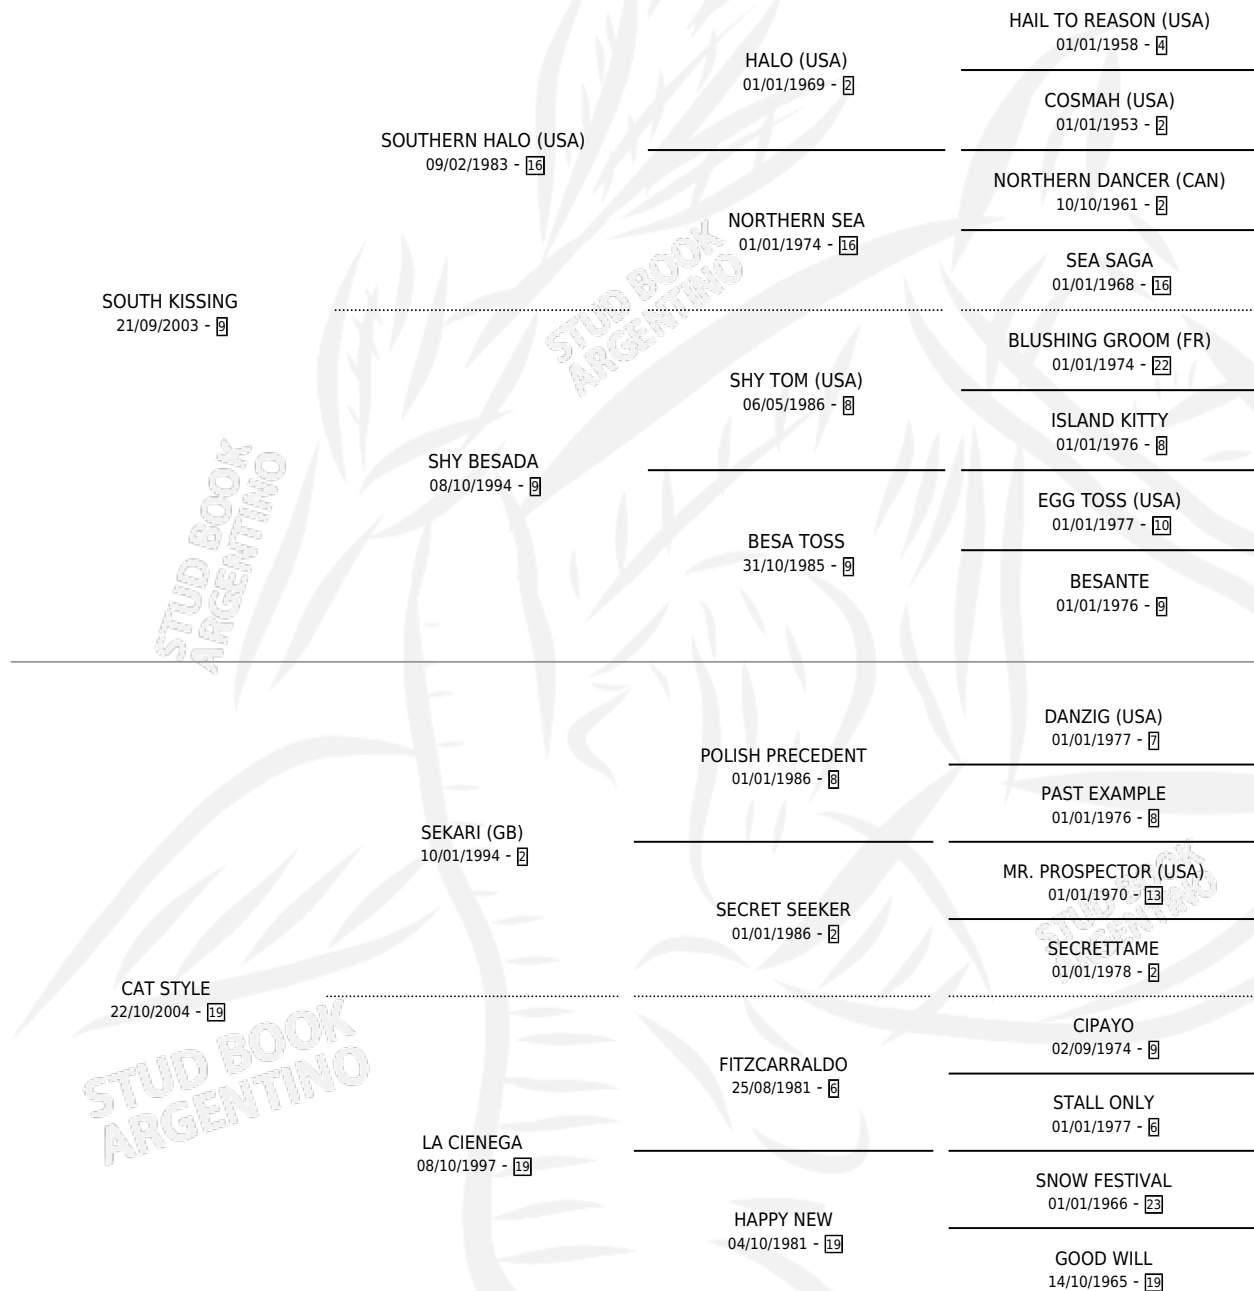 HAIL TO REASON (USA)
01/01/1958 - 4
HALO (USA)
01/01/1969 - 2
COSMAH (USA)
01/01/1953 - 2
SOUTHERN HALO (USA)
09/02/1983 - 16
NORTHERN DANCER (CAN)
10/10/1961 - 2
NORTHERN SEA
01/01/1974 - 16
SEA SAGA
01/01/1968 - 16
SOUTH KISSING
21/09/2003 - 9
STUD BOOK
ARGENTINO
BLUSHING GROOM (FR)
01/01/1974 - 22
SHY TOM (USA)
06/05/1986 - 8
ISLAND KITTY
01/01/1976 - 8
SHY BESADA
08/10/1994 - 9
EGG TOSS (USA)
01/01/1977 - 10
BESA TOSS
31/10/1985 - 9
BESANTE
01/01/1976 - 9
STUD BOOK
ARGENTINO
DANZIG (USA)
01/01/1977 - 7
POLISH PRECEDENT
01/01/1986 - 8
PAST EXAMPLE
01/01/1976 - 8
SEKARI (GB)
10/01/1994 - 2
MR. PROSPECTOR (USA)
01/01/1970 - 13
SECRET SEEKER
01/01/1986 - 2
STUD BOOK
ARGENTINO
SECRETTAME
01/01/1978 - 2
CAT STYLE
22/10/2004 - 19
STUD BOOK
ARGENTINO
CIPAYO
02/09/1974 - 9
FITZCARRALDO
25/08/1981 - 6
STALL ONLY
01/01/1977 - 6
LA CIENEGA
08/10/1997 - 19
SNOW FESTIVAL
01/01/1966 - 23
HAPPY NEW
04/10/1981 - 19
GOOD WILL
14/10/1965 - 19